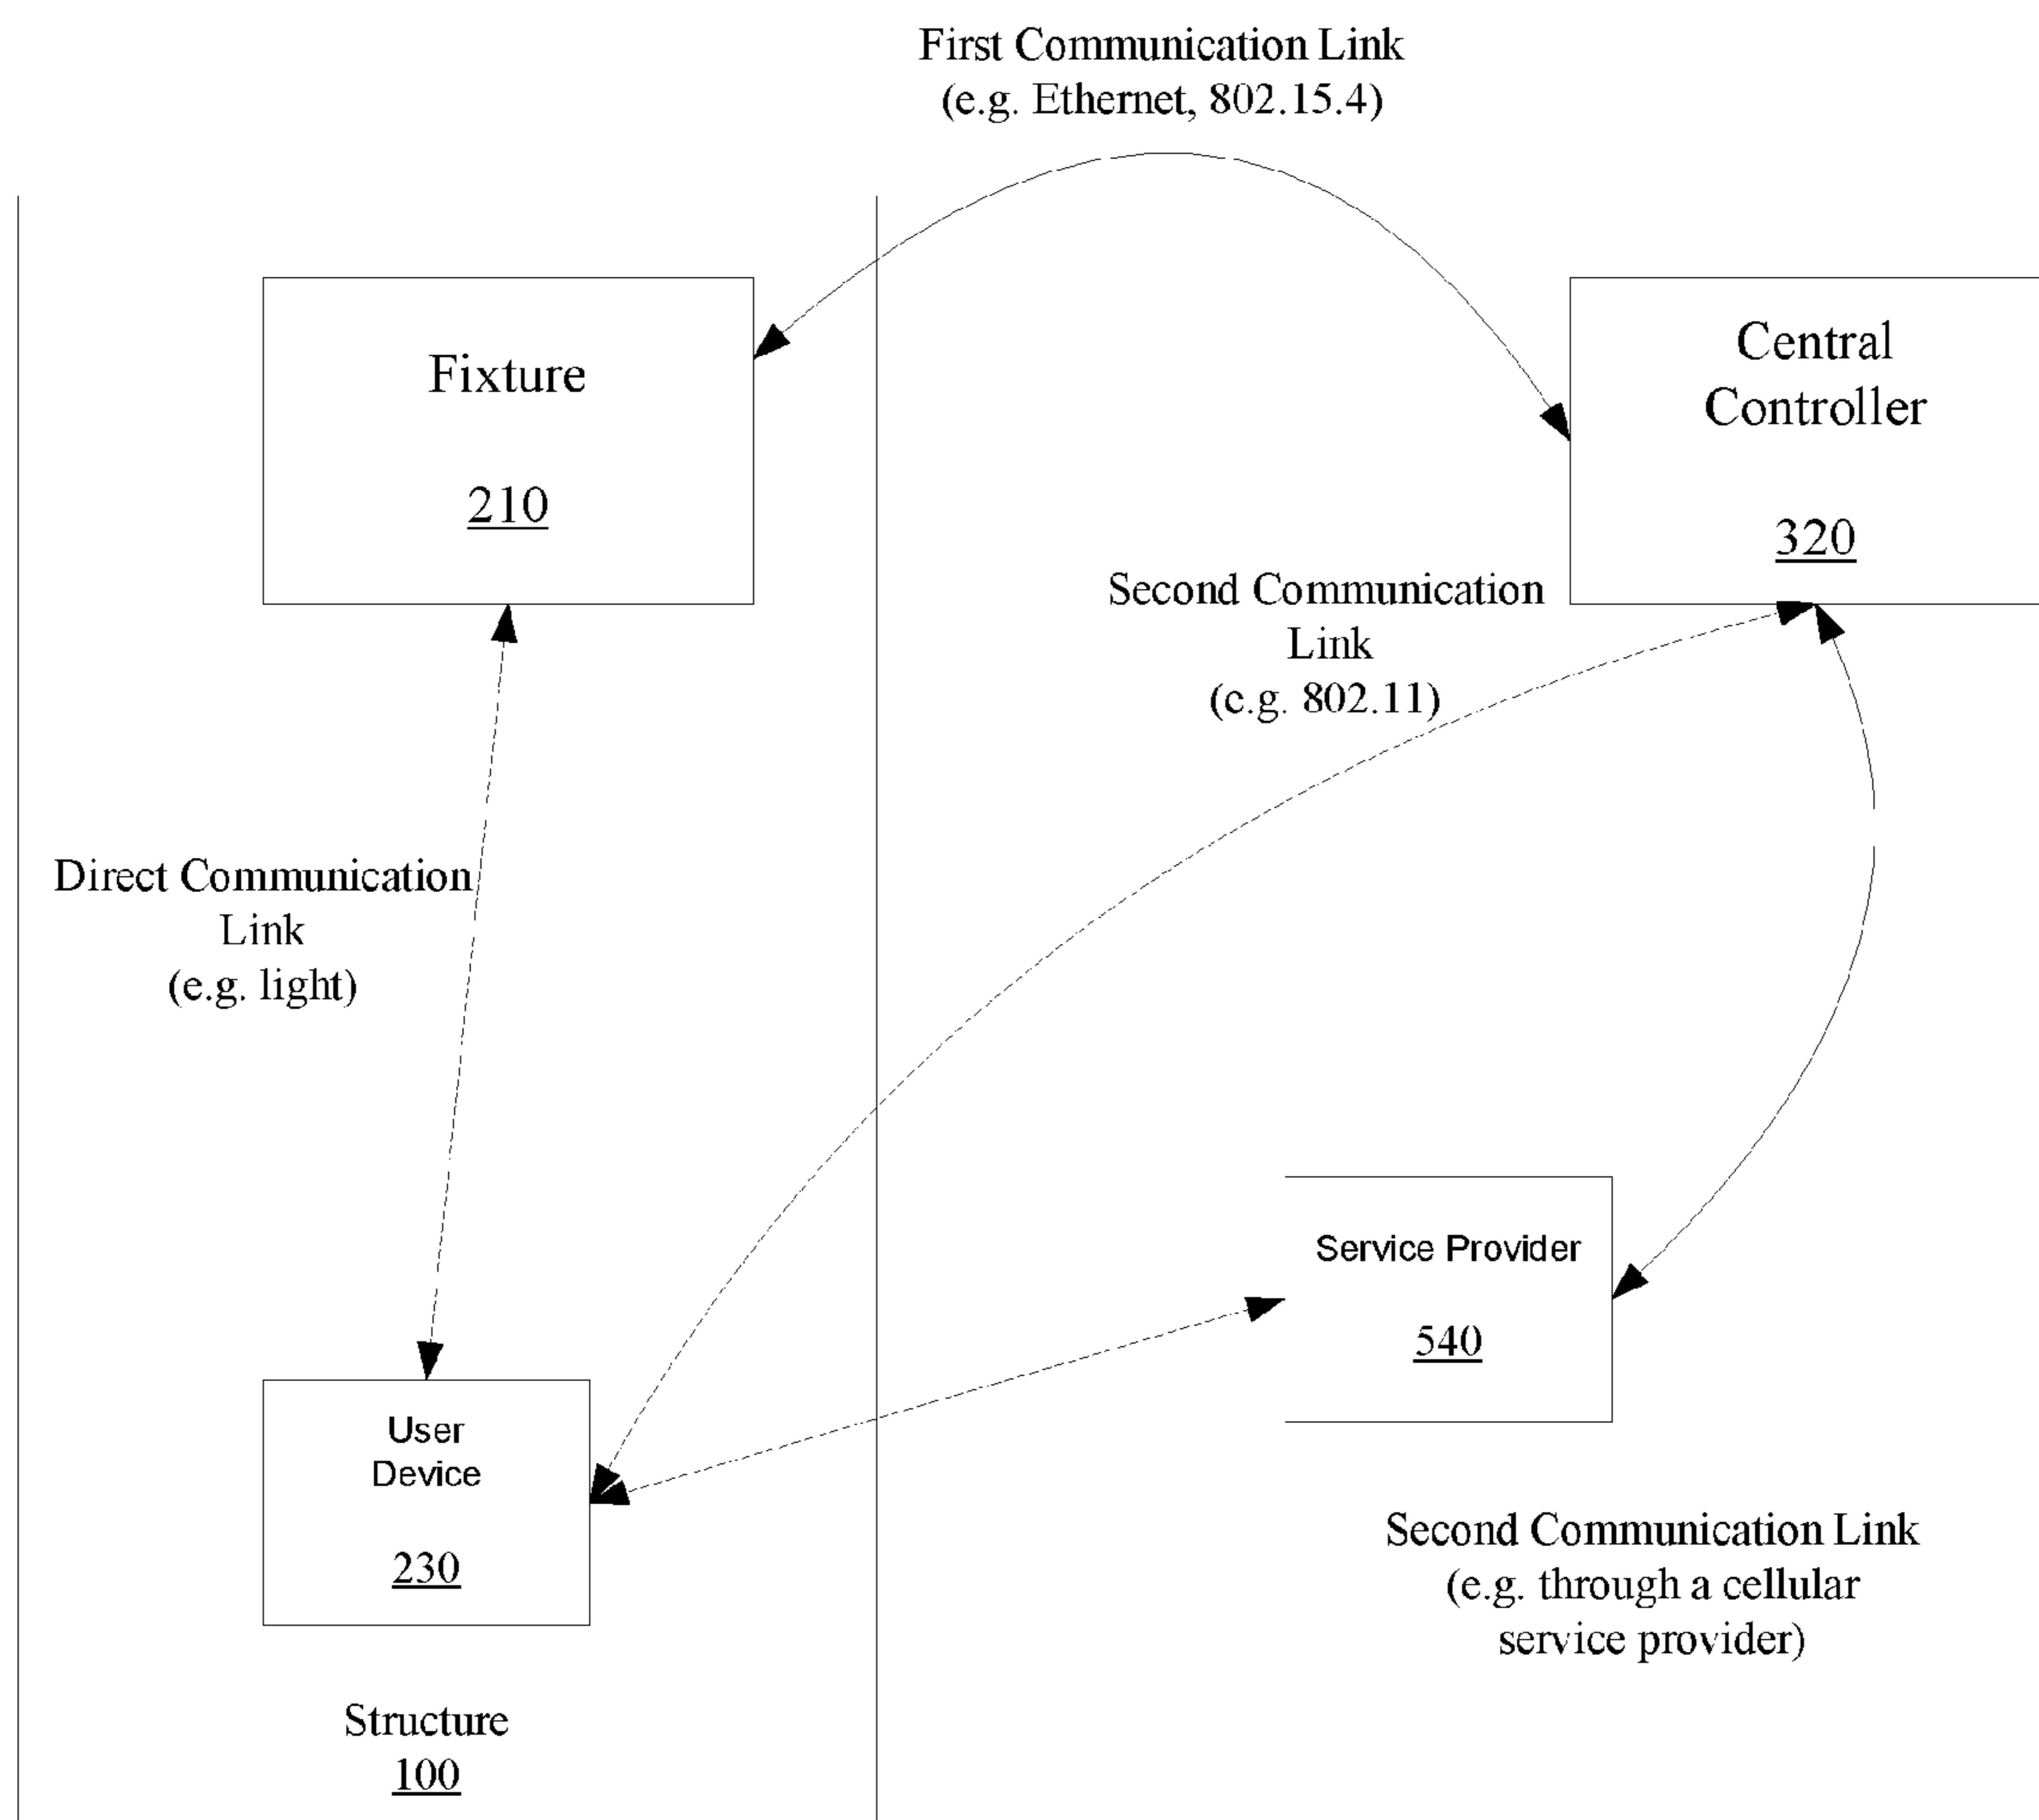 First Communication Link
(e.g. Ethernet, 802.15.4)
Fixture
210
Central
Controller
320
Second Communication
Link
(e.g. 802.11)
Direct Communication
Link
(e.g. light)
Service Provider
540
User
Device
230
Second Communication Link
(e.g. through a cellular
service provider)
Structure
100